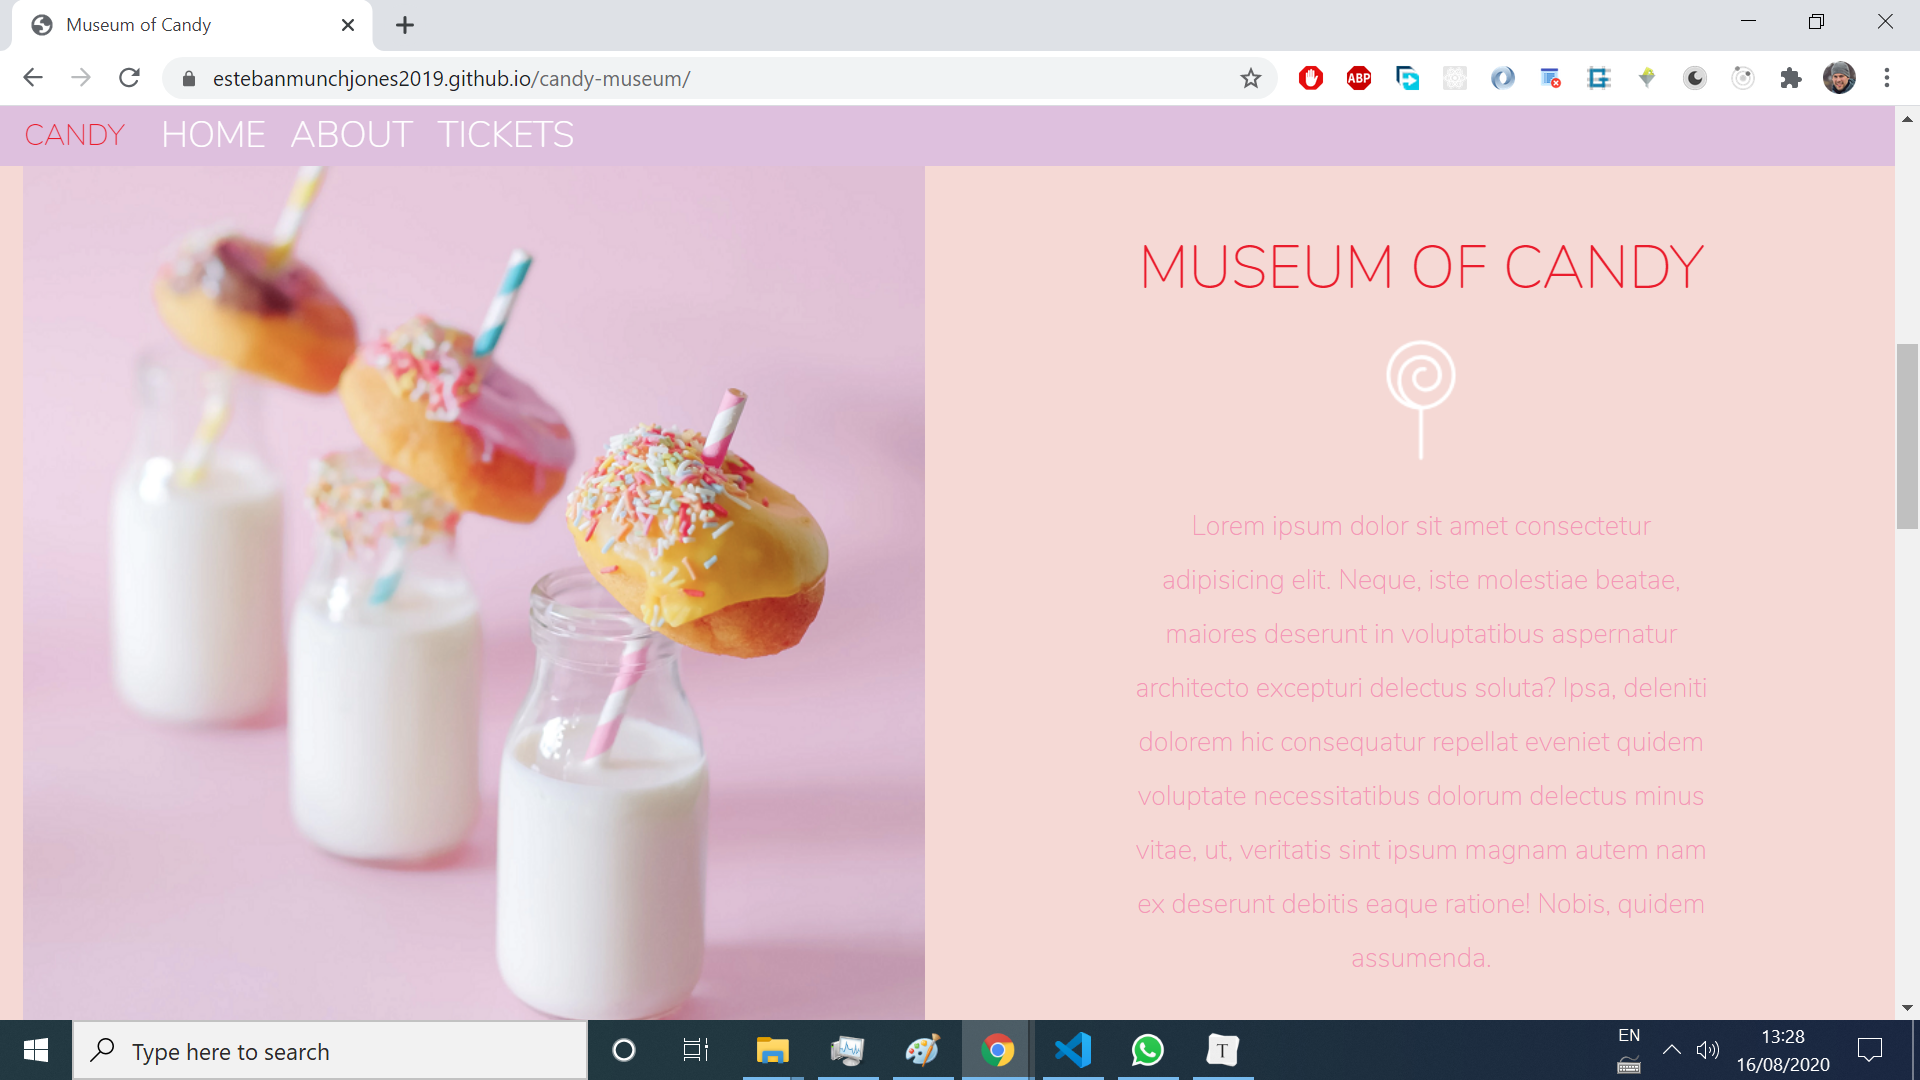 Museum of Candy
estebanmunchjones2019.github.io/candy-museum/
ABP
CANDY HOME ABOUT TICKETS
MUSEUM OF CANDY
Lorem ipsum dolor sit amet consectetur
adipisicing elit. Neque, iste molestiae beatae,
maiores deserunt in voluptatibus aspernatur
architecto excepturi delectus soluta? Ipsa, deleniti
dolorem hic consequatur repellat eveniet quidem
voluptate necessitatibus dolorum delectus minus
vitae, ut, veritatis sint ipsum magnam autem nam
ex deserunt debitis eaque ratione! Nobis, quidem
assumenda.
Type here to search
T
EN
13:28
16/08/2020